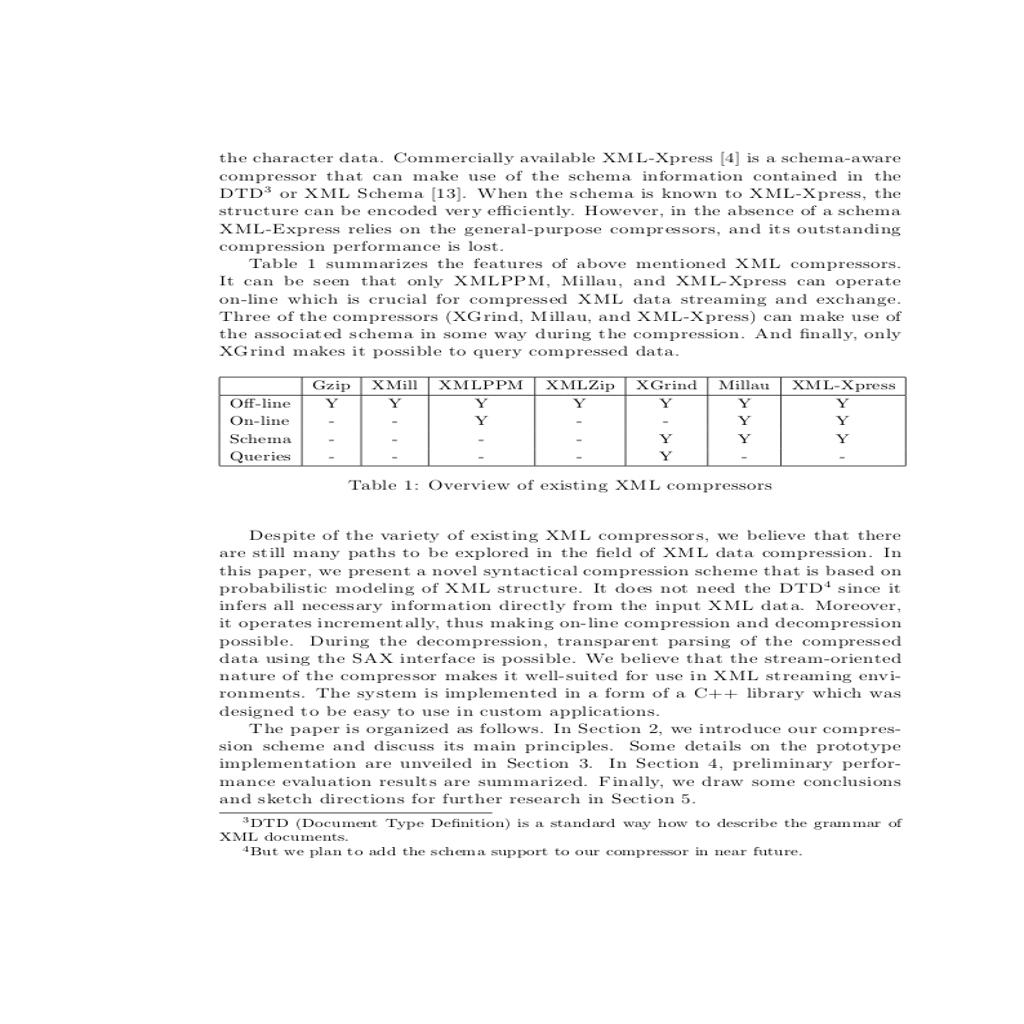 the character data. Commercially available XML-Xpress [4] is a schema-aware
compressor that can make use of the schema information contained in the
DTD³ or XML Schema [13]. When the schema is known to XML-Xpress, the
structure can be encoded very efficiently. However, in the absence of a schema
XML-Express relies on the general-purpose compressors, and its outstanding
compression performance is lost.
Table 1 summarizes the features of above mentioned XML compressors.
It can be seen that only XMLPPM, Millau, and XML-Xpress can operate
on-line which is crucial for compressed XML data streaming and exchange.
Three of the compressors (XGrind, Millau, and XML-Xpress) can make use of
the associated schema in some way during the compression. And finally, only
XGrind makes it possible to query compressed data.
Gzip XMill XMLPPM XMLZip XGrind Millau XML-Xpress
Off-line Y Y Y Y Y Y Y
On-line - - Y - - Y Y
Schema - - - - Y Y Y
Queries - - - - Y - -
Table 1: Overview of existing XML compressors
Despite of the variety of existing XML compressors, we believe that there
are still many paths to be explored in the field of XML data compression. In
this paper, we present a novel syntactical compression scheme that is based on
probabilistic modeling of XML structure. It does not need the DTD⁴ since it
infers all necessary information directly from the input XML data. Moreover,
it operates incrementally, thus making on-line compression and decompression
possible. During the decompression, transparent parsing of the compressed
data using the SAX interface is possible. We believe that the stream-oriented
nature of the compressor makes it well-suited for use in XML streaming envi-
ronments. The system is implemented in a form of a C++ library which was
designed to be easy to use in custom applications.
The paper is organized as follows. In Section 2, we introduce our compres-
sion scheme and discuss its main principles. Some details on the prototype
implementation are unveiled in Section 3. In Section 4, preliminary perfor-
mance evaluation results are summarized. Finally, we draw some conclusions
and sketch directions for further research in Section 5.
³DTD (Document Type Definition) is a standard way how to describe the grammar of
XML documents.
⁴But we plan to add the schema support to our compressor in near future.